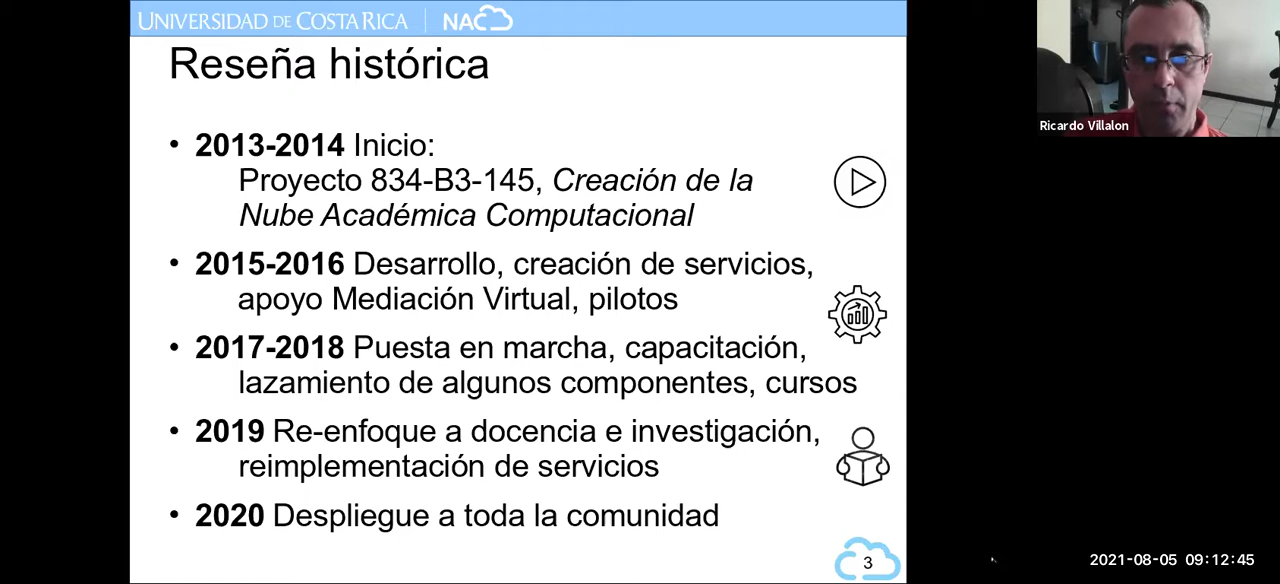 UNIVERSIDAD DE COSTA RICA NAC
Reseña histórica
Ricardo Villalon
• 2013-2014 Inicio:
Proyecto 834-B3-145, Creación de la
Nube Académica Computacional
• 2015-2016 Desarrollo, creación de servicios,
apoyo Mediación Virtual, pilotos
• 2017-2018 Puesta en marcha, capacitación,
lazamiento de algunos componentes, cursos
• 2019 Re-enfoque a docencia e investigación,
reimplementación de servicios
• 2020 Despliegue a toda la comunidad
3
2021-08-05 09:12:45